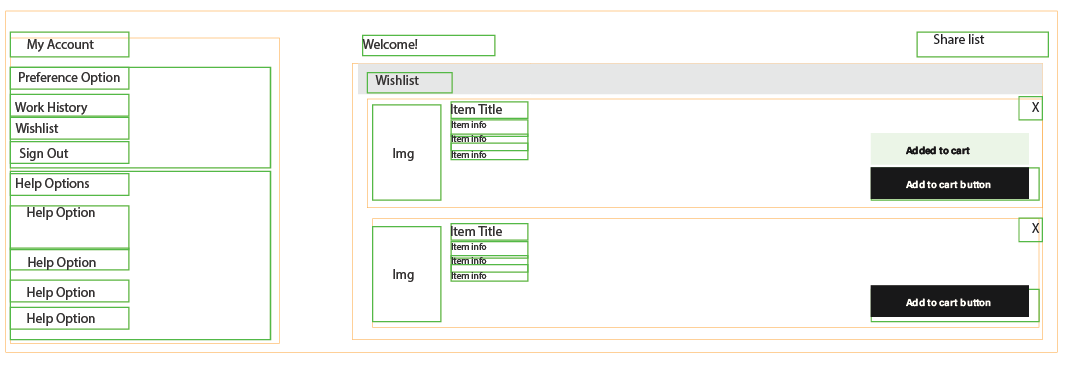 My Account
Preference Option
Work History
Wishlist
Sign Out
Help Options
Help Option
Help Option
Help Option
Help Option
Welcome!
Share list
Wishlist
Img
Item Title
Item info
Item info
Item info
X
Added to cart
Add to cart button
Img
Item Title
Item info
Item info
Item info
X
Add to cart button